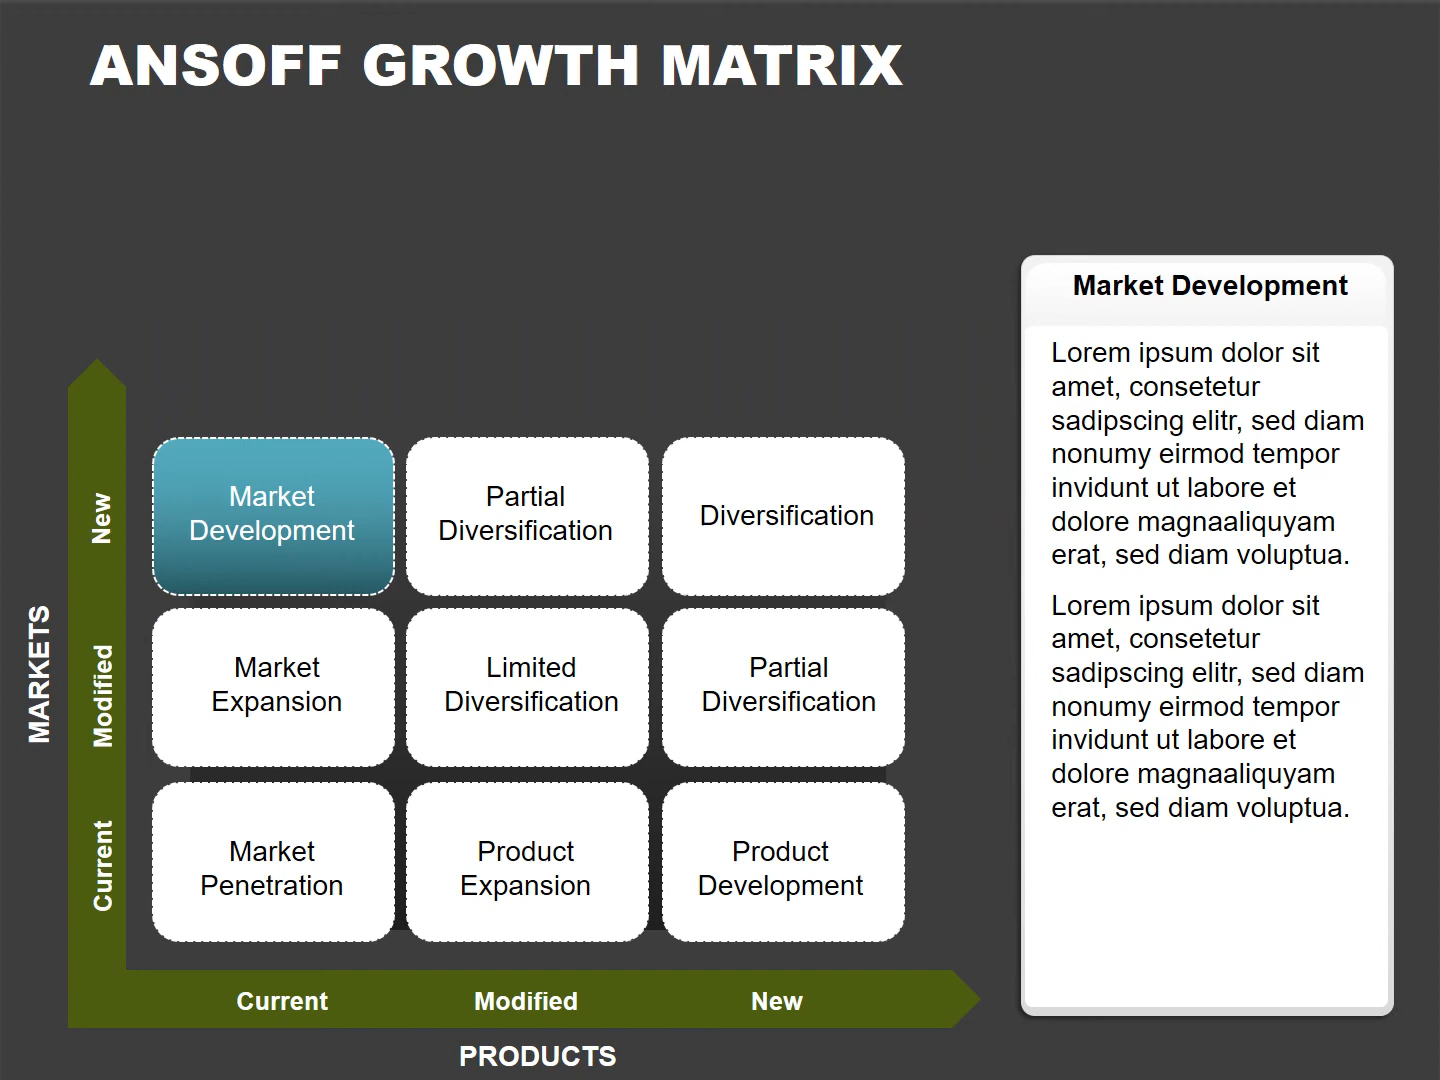 ANSOFF GROWTH MATRIX
MARKETS
New
Modified
Current
Market
Development
Partial
Diversification
Diversification
Market
Expansion
Limited
Diversification
Partial
Diversification
Market
Penetration
Product
Expansion
Product
Development
Current
Modified
New
PRODUCTS
Market Development
Lorem ipsum dolor sit
amet, consetetur
sadipscing elitr, sed diam
nonumy eirmod tempor
invidunt ut labore et
dolore magnaaliquyam
erat, sed diam voluptua.
Lorem ipsum dolor sit
amet, consetetur
sadipscing elitr, sed diam
nonumy eirmod tempor
invidunt ut labore et
dolore magnaaliquyam
erat, sed diam voluptua.